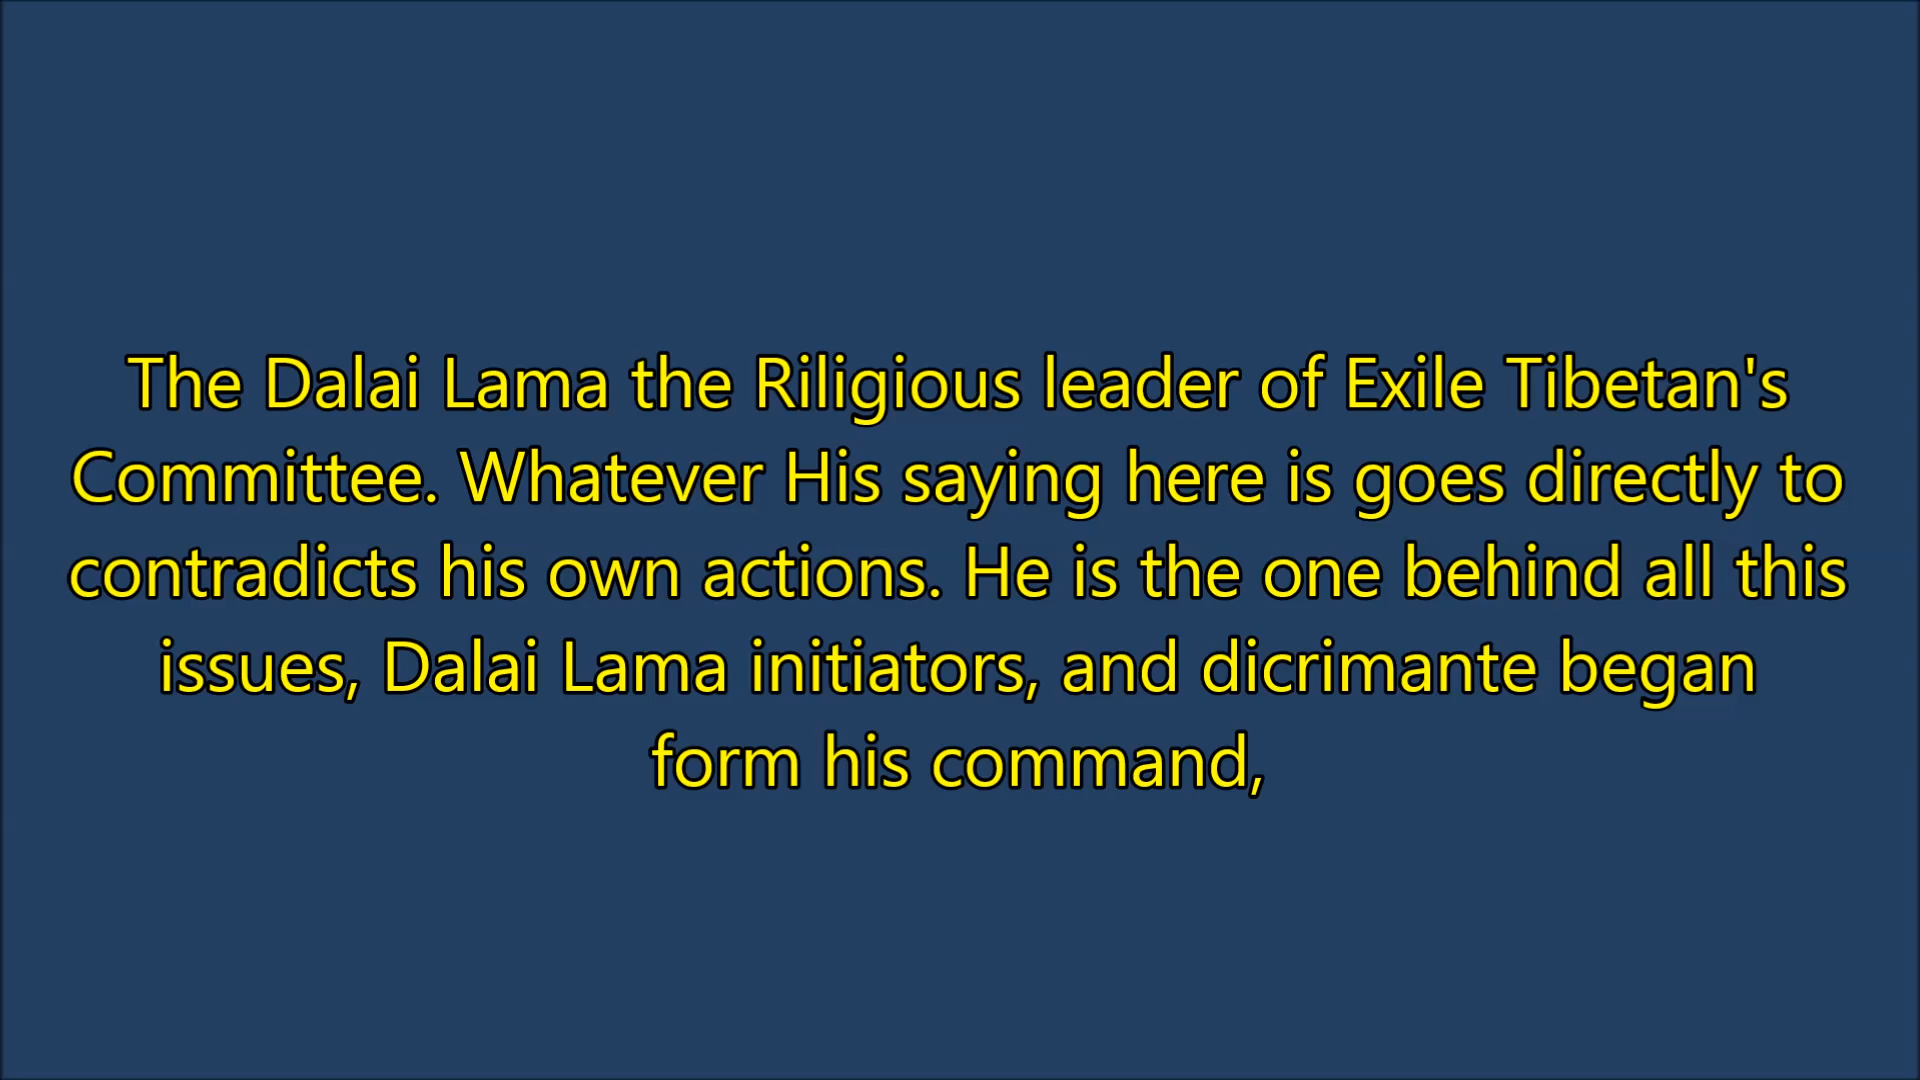 The Dalai Lama the Riligious leader of Exile Tibetan's
Committee. Whatever His saying here is goes directly to
contradicts his own actions. He is the one behind all this
issues, Dalai Lama initiators, and dicrimante began
form his command,